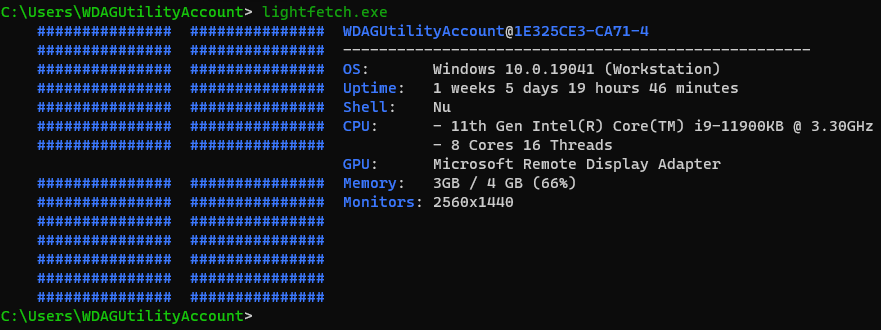 C:\Users\WDAGUtilityAccount> lightfetch.exe
    ###############  ###############  WDAGUtilityAccount@1E325CE3-CA71-4
    ###############  ###############  ----------------------------------------------------
    ###############  ###############  OS:       Windows 10.0.19041 (Workstation)
    ###############  ###############  Uptime:   1 weeks 5 days 19 hours 46 minutes
    ###############  ###############  Shell:    Nu
    ###############  ###############  CPU:      - 11th Gen Intel(R) Core(TM) i9-11900KB @ 3.30GHz
    ###############  ###############            - 8 Cores 16 Threads
                                      GPU:      Microsoft Remote Display Adapter
    ###############  ###############  Memory:   3GB / 4 GB (66%)
    ###############  ###############  Monitors: 2560x1440
    ###############  ###############
    ###############  ###############
    ###############  ###############
    ###############  ###############
    ###############  ###############
C:\Users\WDAGUtilityAccount>